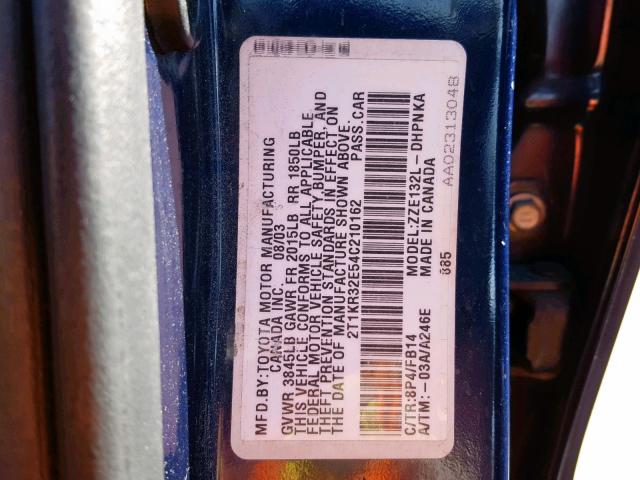 MFD.BY:TOYOTA MOTOR MANUFACTURING
CANADA INC. 08/03
GVWR 3845LB GAWR FR 2015LB RR 1850LB
THIS VEHICLE CONFORMS TO ALL APPLICABLE
FEDERAL MOTOR VEHICLE SAFETY, BUMPER, AND
THEFT PREVENTION STANDARDS IN EFFECT ON
THE DATE OF MANUFACTURE SHOWN ABOVE.
2T1KR32E54C210162 PASS.CAR
C/TR:8P4/FB14 MODEL:ZZE132L-DHPNKA
A/TM:-03A/A246E MADE IN CANADA
085
AA0231304B